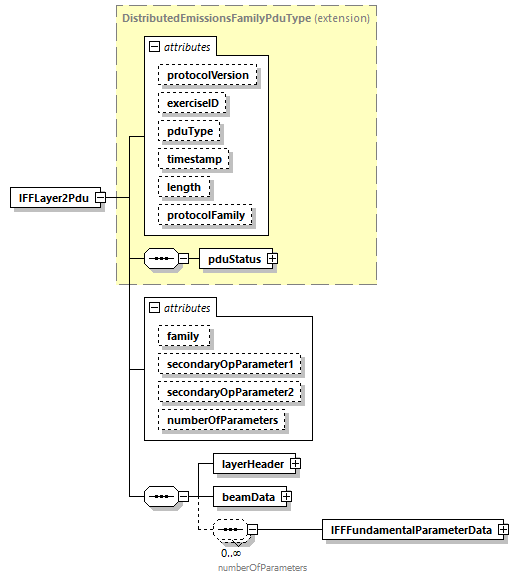 DistributedEmissionsFamilyPduType (extension)
attributes
protocolVersion
exerciseID
pduType
timestamp
length
protocolFamily
IFFLayer2Pdu
pduStatus
attributes
family
secondaryOpParameter1
secondaryOpParameter2
numberOfParameters
layerHeader
beamData
IFFFundamentalParameterData
0..∞
numberOfParameters